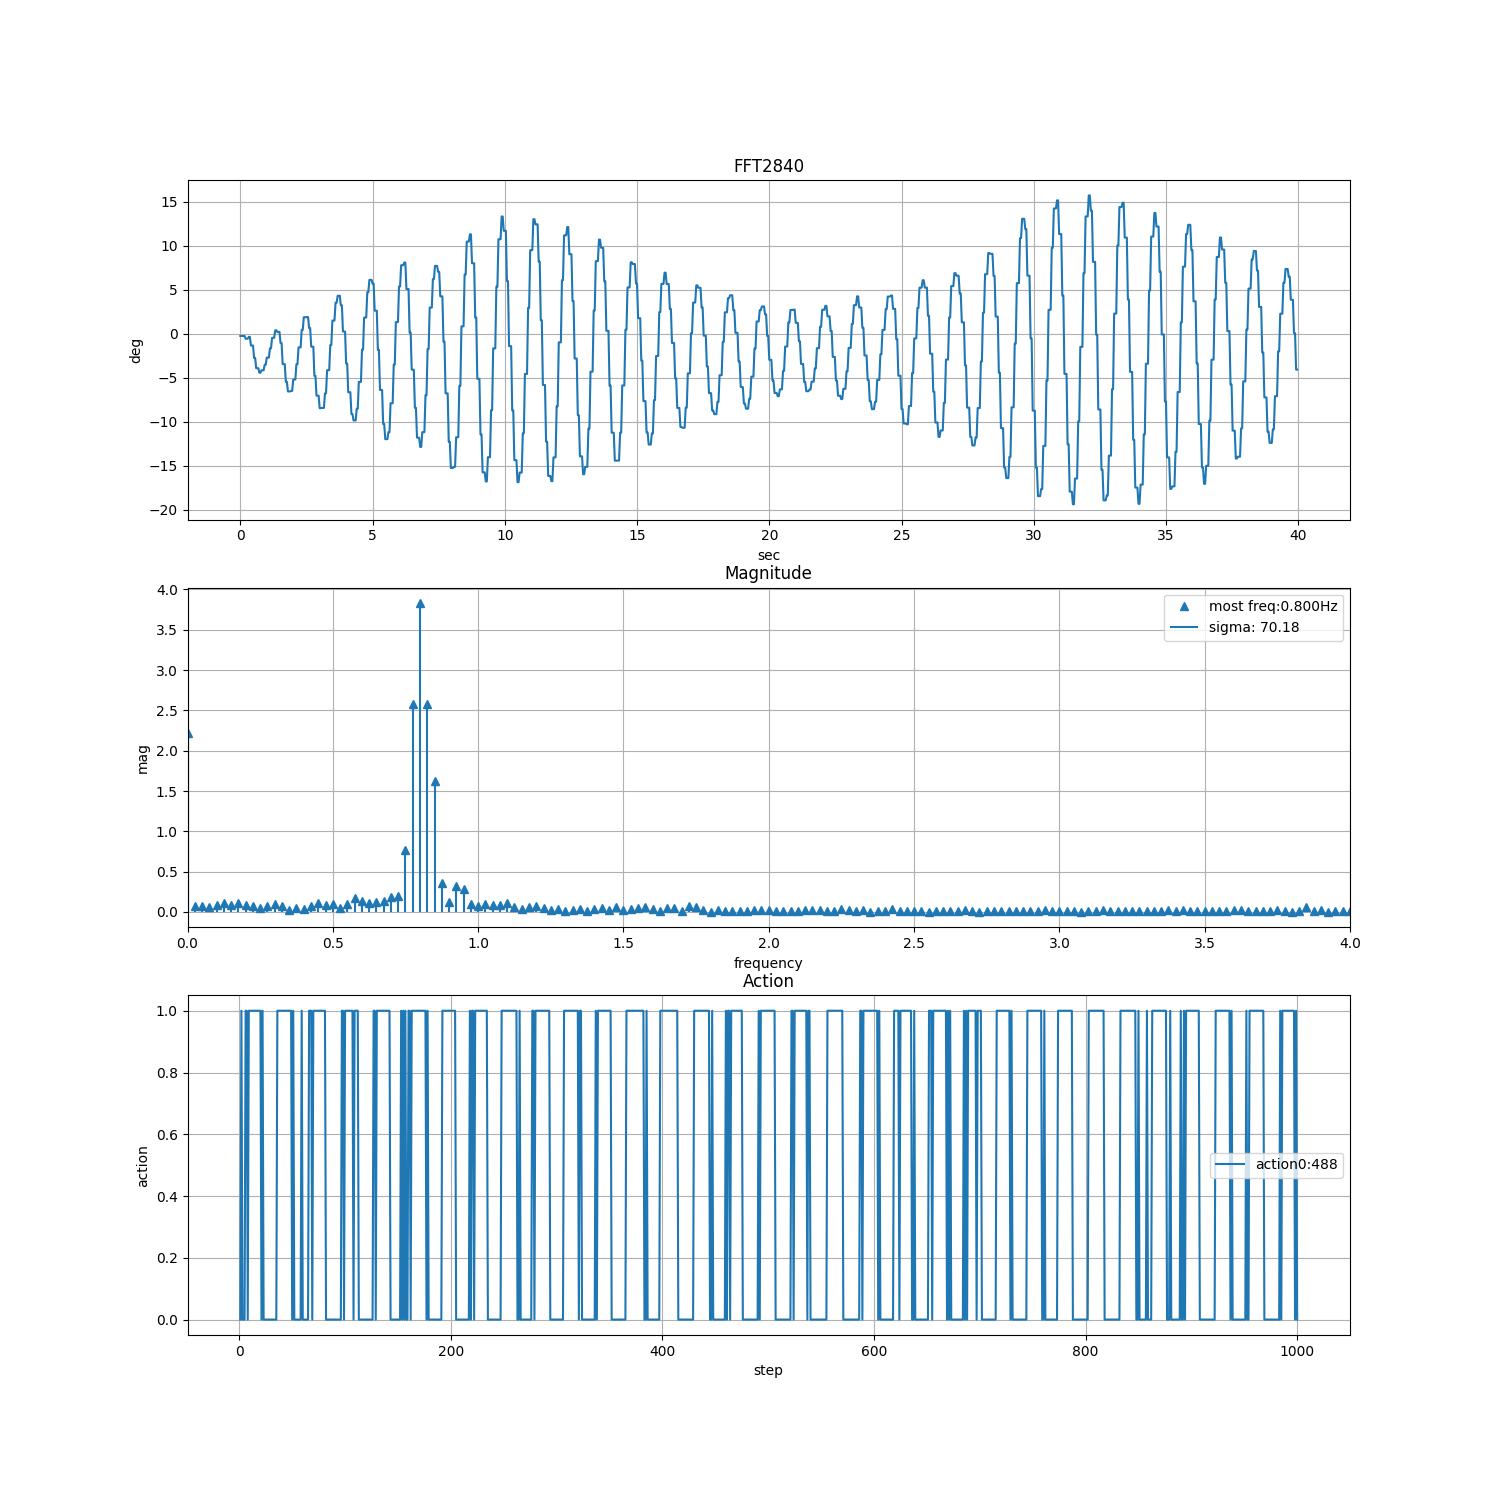 FFT2840
15
10
5
0
−5
−10
−15
−20
deg
0 5 10 15 20 25 30 35 40
sec
Magnitude
4.0
3.5
3.0
2.5
2.0
1.5
1.0
0.5
0.0
mag
most freq:0.800Hz
sigma: 70.18
0.0 0.5 1.0 1.5 2.0 2.5 3.0 3.5 4.0
frequency
Action
1.0
0.8
0.6
0.4
0.2
0.0
action
action0:488
0 200 400 600 800 1000
step